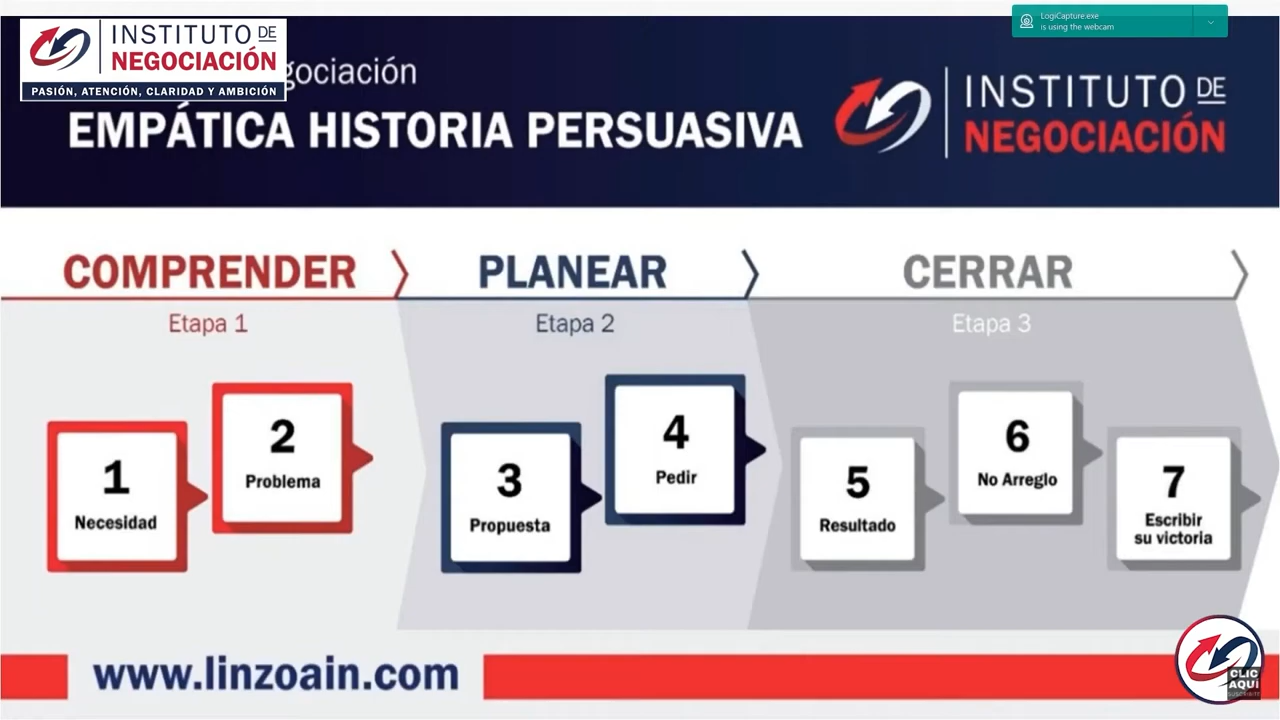 INSTITUTO DE
NEGOCIACIÓN
PASIÓN, ATENCIÓN, CLARIDAD Y AMBICIÓN
LogiCapture.exe
is using the webcam
gociación
EMPÁTICA HISTORIA PERSUASIVA
INSTITUTO DE
NEGOCIACIÓN
COMPRENDER
PLANEAR
CERRAR
Etapa 1
Etapa 2
Etapa 3
1
Necesidad
2
Problema
3
Propuesta
4
Pedir
5
Resultado
6
No Arreglo
7
Escribir
su victoria
www.linzoain.com
CLIC
AQUÍ